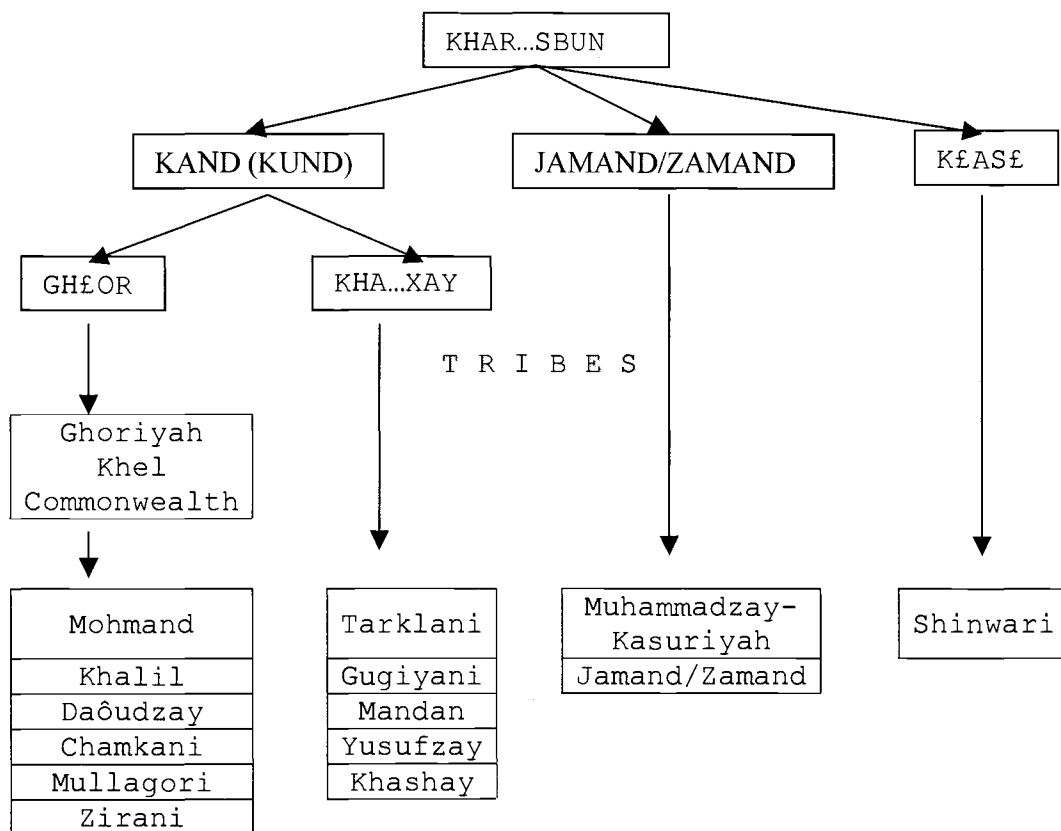 KHAR...SBUN
KAND (KUND)
JAMAND/ZAMAND
K£AS£
GH£OR
KHA...XAY
T R I B E S
Ghoriyah
Khel
Commonwealth
Mohmand
Khalil
Daôudzay
Chamkani
Mullagori
Zirani
Tarklani
Gugiyani
Mandan
Yusufzay
Khashay
Muhammadzay-
Kasuriyah
Jamand/Zamand
Shinwari